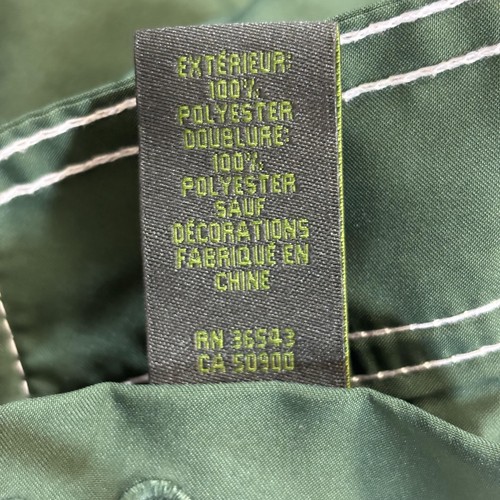 EXTÉRIEUR:
100%
POLYESTER
DOUBLURE:
100%
POLYESTER
SAUF
DÉCORATIONS
FABRIQUÉ EN
CHINE
RN 36543
CA 50900